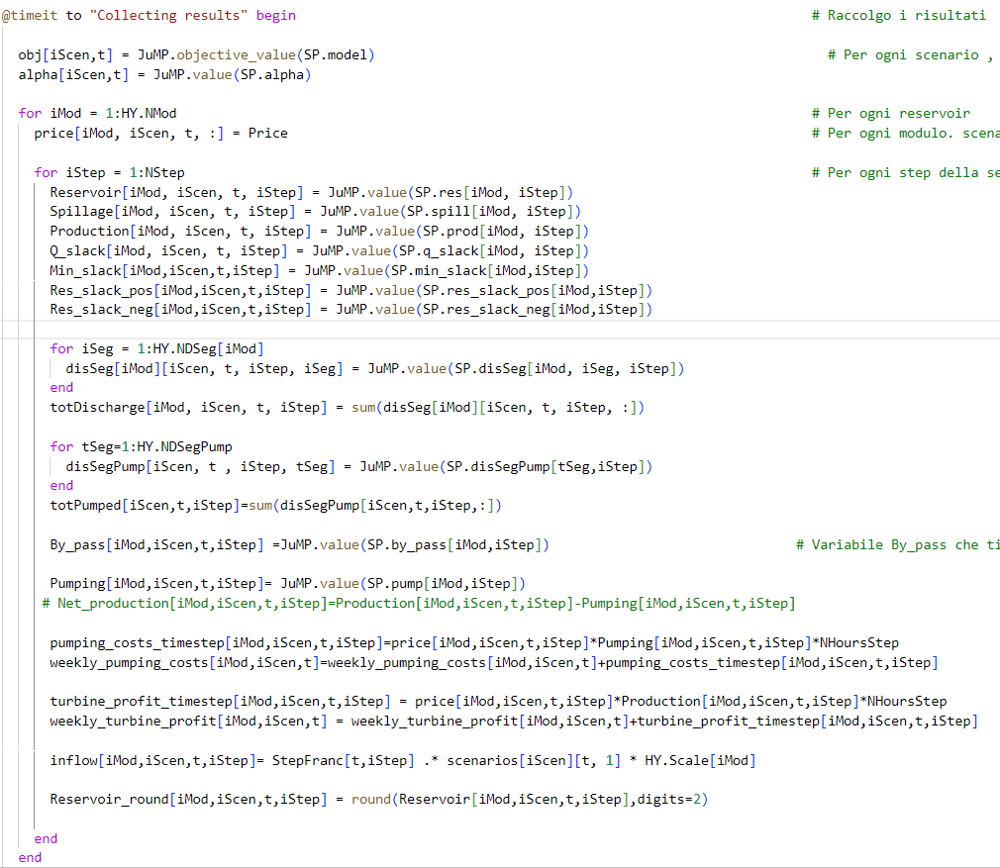 @timeit to "Collecting results" begin # Raccolgo i risultati
obj[iScen,t] = JuMP.objective_value(SP.model) # Per ogni scenario ,
alpha[iScen,t] = JuMP.value(SP.alpha)
for iMod = 1:HY.NMod # Per ogni reservoir
price[iMod, iScen, t, :] = Price # Per ogni modulo. scena
for iStep = 1:NStep # Per ogni step della se
Reservoir[iMod, iScen, t, iStep] = JuMP.value(SP.res[iMod, iStep])
Spillage[iMod, iScen, t, iStep] = JuMP.value(SP.spill[iMod, iStep])
Production[iMod, iScen, t, iStep] = JuMP.value(SP.prod[iMod, iStep])
Q_slack[iMod, iScen, t, iStep] = JuMP.value(SP.q_slack[iMod, iStep])
Min_slack[iMod,iScen,t,iStep] = JuMP.value(SP.min_slack[iMod,iStep])
Res_slack_pos[iMod,iScen,t,iStep] = JuMP.value(SP.res_slack_pos[iMod,iStep])
Res_slack_neg[iMod,iScen,t,iStep] = JuMP.value(SP.res_slack_neg[iMod,iStep])
for iSeg = 1:HY.NDSeg[iMod]
disSeg[iMod][iScen, t, iStep, iSeg] = JuMP.value(SP.disSeg[iMod, iSeg, iStep])
end
totDischarge[iMod, iScen, t, iStep] = sum(disSeg[iMod][iScen, t, iStep, :])
for tSeg=1:HY.NDSegPump
disSegPump[iScen, t , iStep, tSeg] = JuMP.value(SP.disSegPump[tSeg,iStep])
end
totPumped[iScen,t,iStep]=sum(disSegPump[iScen,t,iStep,:])
By_pass[iMod,iScen,t,iStep] =JuMP.value(SP.by_pass[iMod,iStep]) # Variabile By_pass che ti
Pumping[iMod,iScen,t,iStep]= JuMP.value(SP.pump[iMod,iStep])
# Net_production[iMod,iScen,t,iStep]=Production[iMod,iScen,t,iStep]-Pumping[iMod,iScen,t,iStep]
pumping_costs_timestep[iMod,iScen,t,iStep]=price[iMod,iScen,t,iStep]*Pumping[iMod,iScen,t,iStep]*NHoursStep
weekly_pumping_costs[iMod,iScen,t]=weekly_pumping_costs[iMod,iScen,t]+pumping_costs_timestep[iMod,iScen,t,iStep]
turbine_profit_timestep[iMod,iScen,t,iStep] = price[iMod,iScen,t,iStep]*Production[iMod,iScen,t,iStep]*NHoursStep
weekly_turbine_profit[iMod,iScen,t] = weekly_turbine_profit[iMod,iScen,t]+turbine_profit_timestep[iMod,iScen,t,iStep]
inflow[iMod,iScen,t,iStep]= StepFranc[t,iStep] .* scenarios[iScen][t, 1] * HY.Scale[iMod]
Reservoir_round[iMod,iScen,t,iStep] = round(Reservoir[iMod,iScen,t,iStep],digits=2)
end
end